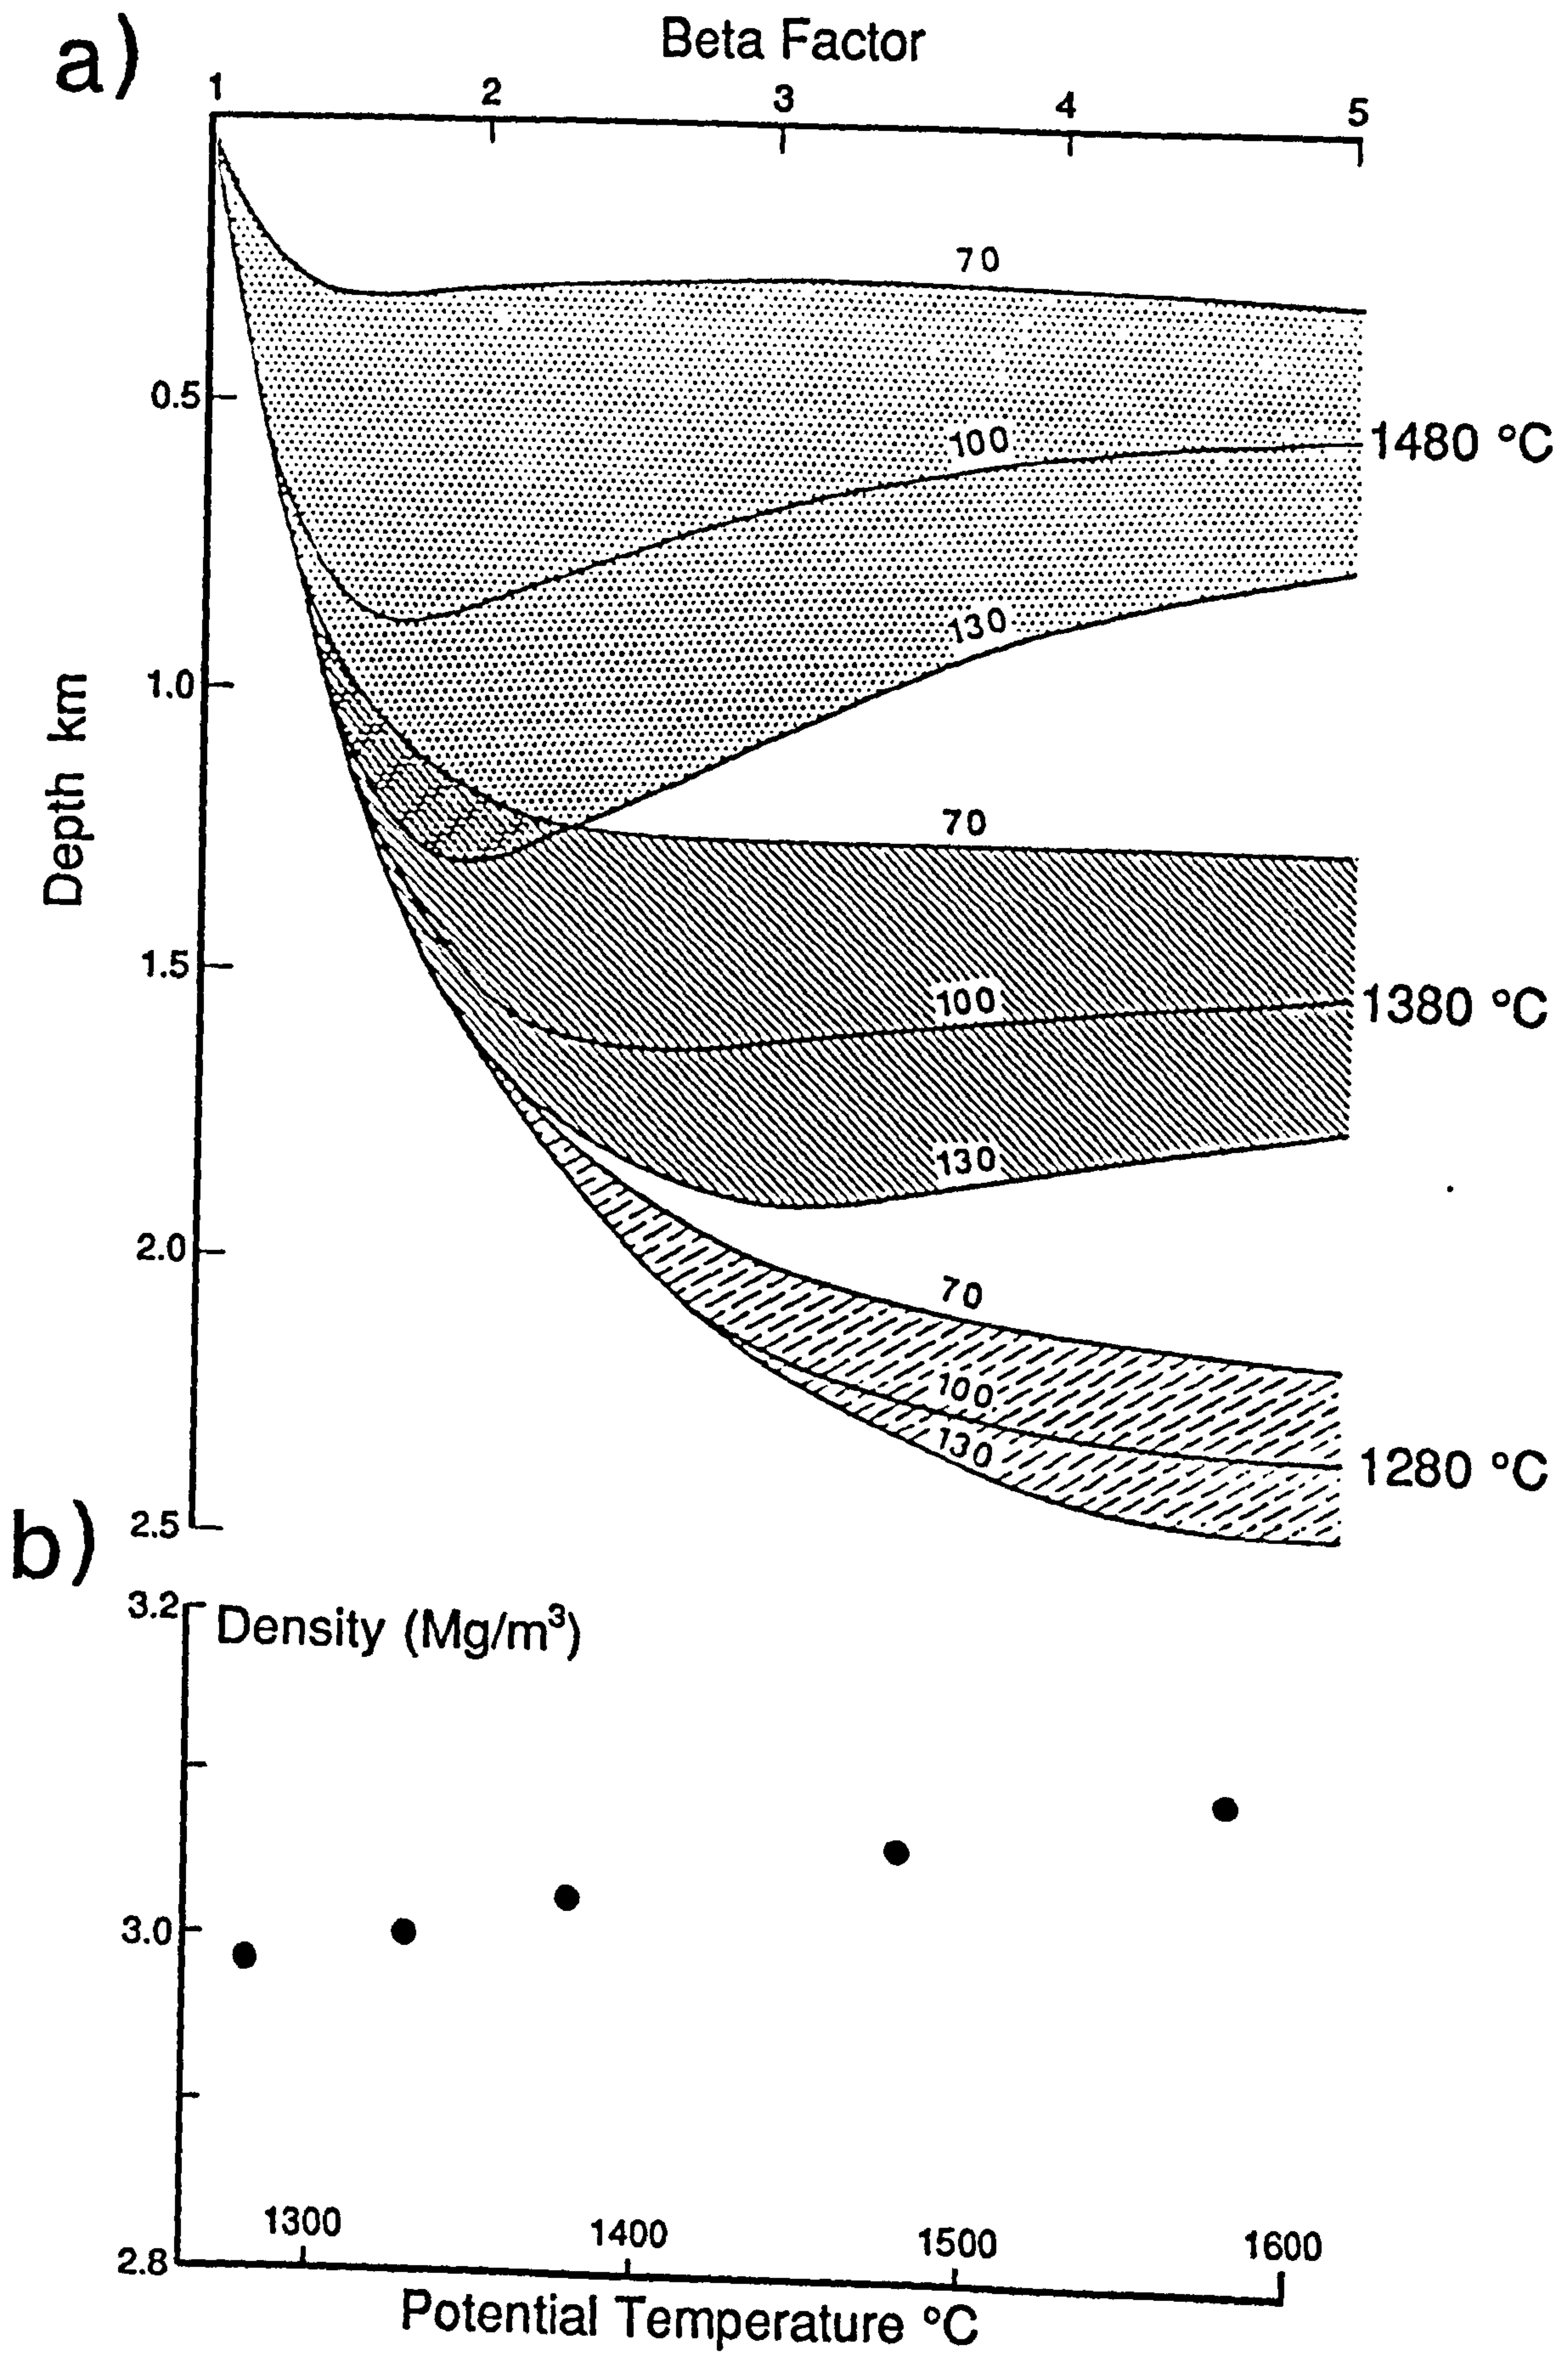 a)
Beta Factor
1 2 3 4 5
70
0.5
100
1480 °C
130
1.0
Depth km
70
1.5
100
1380 °C
130
2.0
70
100
130
1280 °C
2.5
b)
3.2
Density (Mg/m³)
3.0
1300 1400 1500 1600
2.8
Potential Temperature °C